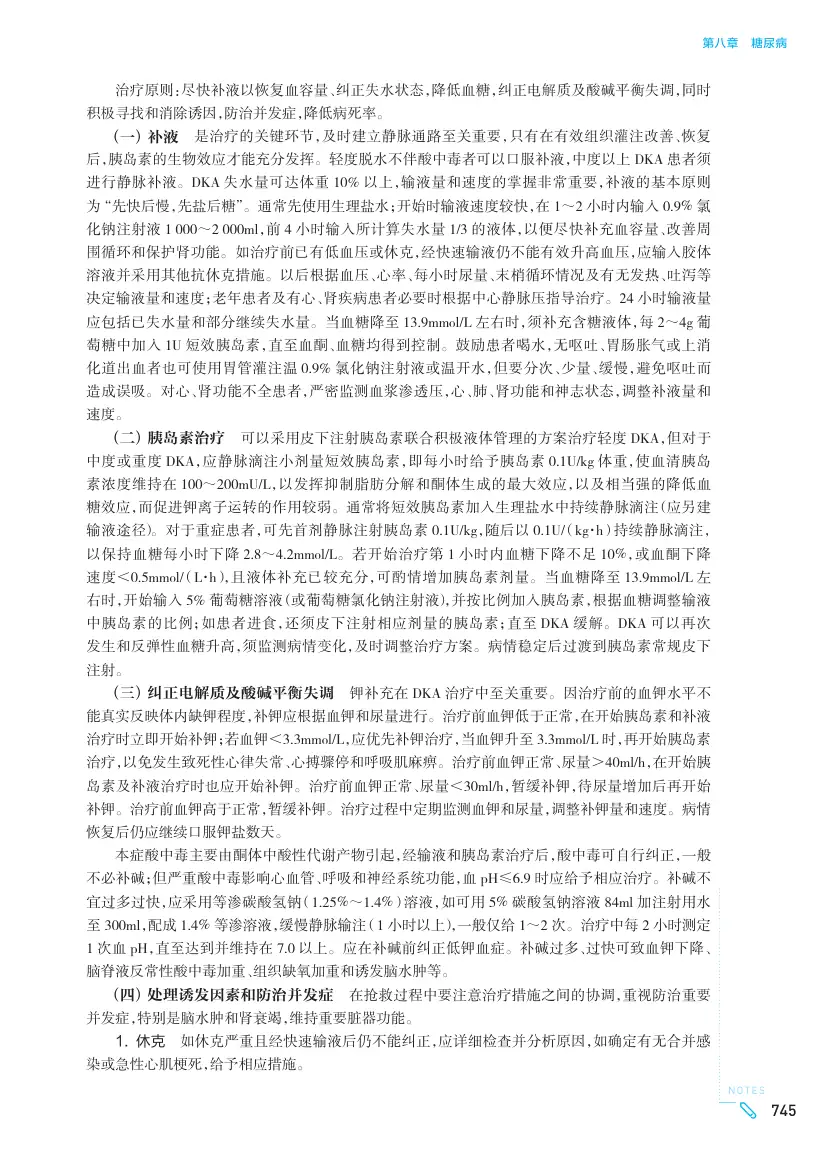 第八章 糖尿病
治疗原则:尽快补液以恢复血容量、纠正失水状态,降低血糖,纠正电解质及酸碱平衡失调,同时
积极寻找和消除诱因,防治并发症,降低病死率。
(一)补液 是治疗的关键环节,及时建立静脉通路至关重要,只有在有效组织灌注改善、恢复
后,胰岛素的生物效应才能充分发挥。轻度脱水不伴酸中毒者可以口服补液,中度以上 DKA 患者须
进行静脉补液。DKA 失水量可达体重 10% 以上,输液量和速度的掌握非常重要,补液的基本原则
为“先快后慢,先盐后糖”。通常先使用生理盐水;开始时输液速度较快,在 1~2 小时内输入 0.9% 氯
化钠注射液 1 000~2 000ml,前 4 小时输入所计算失水量 1/3 的液体,以便尽快补充血容量、改善周
围循环和保护肾功能。如治疗前已有低血压或休克,经快速输液仍不能有效升高血压,应输入胶体
溶液并采用其他抗休克措施。以后根据血压、心率、每小时尿量、末梢循环情况及有无发热、吐泻等
决定输液量和速度;老年患者及有心、肾疾病患者必要时根据中心静脉压指导治疗。24 小时输液量
应包括已失水量和部分继续失水量。当血糖降至 13.9mmol/L 左右时,须补充含糖液体,每 2~4g 葡
萄糖中加入 1U 短效胰岛素,直至血酮、血糖均得到控制。鼓励患者喝水,无呕吐、胃肠胀气或上消
化道出血者也可使用胃管灌注温 0.9% 氯化钠注射液或温开水,但要分次、少量、缓慢,避免呕吐而
造成误吸。对心、肾功能不全患者,严密监测血浆渗透压,心、肺、肾功能和神志状态,调整补液量和
速度。
(二)胰岛素治疗 可以采用皮下注射胰岛素联合积极液体管理的方案治疗轻度 DKA,但对于
中度或重度 DKA,应静脉滴注小剂量短效胰岛素,即每小时给予胰岛素 0.1U/kg 体重,使血清胰岛
素浓度维持在 100~200mU/L,以发挥抑制脂肪分解和酮体生成的最大效应,以及相当强的降低血
糖效应,而促进钾离子运转的作用较弱。通常将短效胰岛素加入生理盐水中持续静脉滴注(应另建
输液途径)。对于重症患者,可先首剂静脉注射胰岛素 0.1U/kg,随后以 0.1U/(kg·h)持续静脉滴注,
以保持血糖每小时下降 2.8~4.2mmol/L。若开始治疗第 1 小时内血糖下降不足 10%,或血酮下降
速度<0.5mmol/(L·h),且液体补充已较充分,可酌情增加胰岛素剂量。当血糖降至 13.9mmol/L 左
右时,开始输入 5% 葡萄糖溶液(或葡萄糖氯化钠注射液),并按比例加入胰岛素,根据血糖调整输液
中胰岛素的比例;如患者进食,还须皮下注射相应剂量的胰岛素;直至 DKA 缓解。DKA 可以再次
发生和反弹性血糖升高,须监测病情变化,及时调整治疗方案。病情稳定后过渡到胰岛素常规皮下
注射。
(三)纠正电解质及酸碱平衡失调 钾补充在 DKA 治疗中至关重要。因治疗前的血钾水平不
能真实反映体内缺钾程度,补钾应根据血钾和尿量进行。治疗前血钾低于正常,在开始胰岛素和补液
治疗时立即开始补钾;若血钾<3.3mmol/L,应优先补钾治疗,当血钾升至 3.3mmol/L 时,再开始胰岛素
治疗,以免发生致死性心律失常、心搏骤停和呼吸肌麻痹。治疗前血钾正常、尿量>40ml/h,在开始胰
岛素及补液治疗时也应开始补钾。治疗前血钾正常、尿量<30ml/h,暂缓补钾,待尿量增加后再开始
补钾。治疗前血钾高于正常,暂缓补钾。治疗过程中定期监测血钾和尿量,调整补钾量和速度。病情
恢复后仍应继续口服钾盐数天。
本症酸中毒主要由酮体中酸性代谢产物引起,经输液和胰岛素治疗后,酸中毒可自行纠正,一般
不必补碱;但严重酸中毒影响心血管、呼吸和神经系统功能,血 pH≤6.9 时应给予相应治疗。补碱不
宜过多过快,应采用等渗碳酸氢钠(1.25%~1.4%)溶液,如可用 5% 碳酸氢钠溶液 84ml 加注射用水
至 300ml,配成 1.4% 等渗溶液,缓慢静脉输注(1 小时以上),一般仅给 1~2 次。治疗中每 2 小时测定
1 次血 pH,直至达到并维持在 7.0 以上。应在补碱前纠正低钾血症。补碱过多、过快可致血钾下降、
脑脊液反常性酸中毒加重、组织缺氧加重和诱发脑水肿等。
(四)处理诱发因素和防治并发症 在抢救过程中要注意治疗措施之间的协调,重视防治重要
并发症,特别是脑水肿和肾衰竭,维持重要脏器功能。
1. 休克 如休克严重且经快速输液后仍不能纠正,应详细检查并分析原因,如确定有无合并感
染或急性心肌梗死,给予相应措施。
NOTES
745